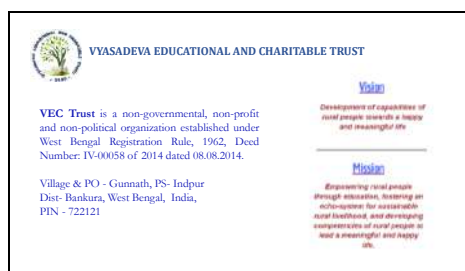 VYASADEVA EDUCATIONAL AND CHARITABLE TRUST
VEC Trust is a non-governmental, non-profit
and non-political organization established under
West Bengal Registration Rule, 1962, Deed
Number: IV-00058 of 2014 dated 08.08.2014.
Village & PO - Gunnath, PS- Indpur
Dist- Bankura, West Bengal, India,
PIN - 722121
Vision
Development of capabilities of
rural people towards a happy
and meaningful life
Mission
Empowering rural people
through education, fostering an
echo-system for sustainable
rural livelihood, and developing
competencies of rural people to
lead a meaningful and happy
life.